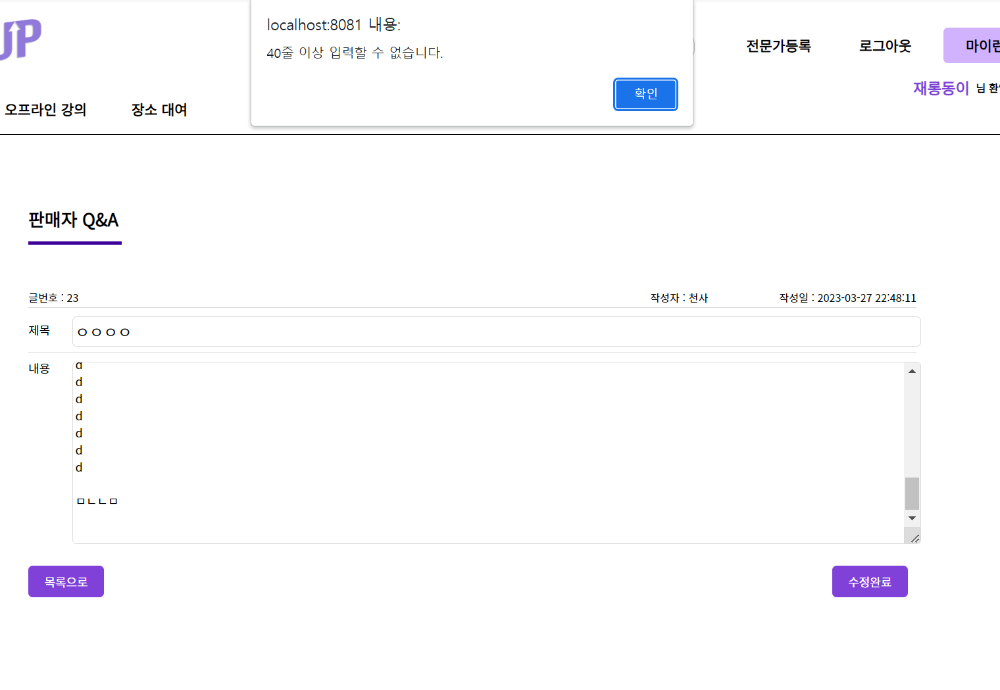 UP
localhost:8081 내용:
40줄 이상 입력할 수 없습니다.
확인
전문가등록
로그아웃
마이런
재롱동이 님 환
오프라인 강의
장소 대여
판매자 Q&A
글번호 : 23
작성자 : 천사
작성일 : 2023-03-27 22:48:11
제목
ㅇㅇㅇㅇ
내용
d
d
d
d
d
d
d
ㅁㄴㄴㅁ
목록으로
수정완료